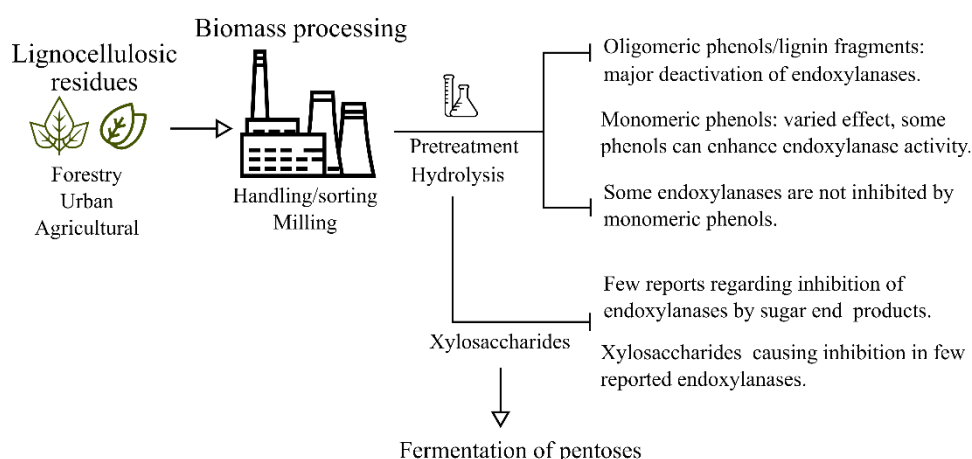 Lignocellulosic
residues
Forestry
Urban
Agricultural
Biomass processing
Handling/sorting
Milling
Pretreatment
Hydrolysis
Oligomeric phenols/lignin fragments:
major deactivation of endoxylanases.
Monomeric phenols: varied effect, some
phenols can enhance endoxylanase activity.
Some endoxylanases are not inhibited by
monomeric phenols.
Few reports regarding inhibition of
endoxylanases by sugar end products.
Xylosaccharides
Xylosaccharides causing inhibition in few
reported endoxylanases.
Fermentation of pentoses